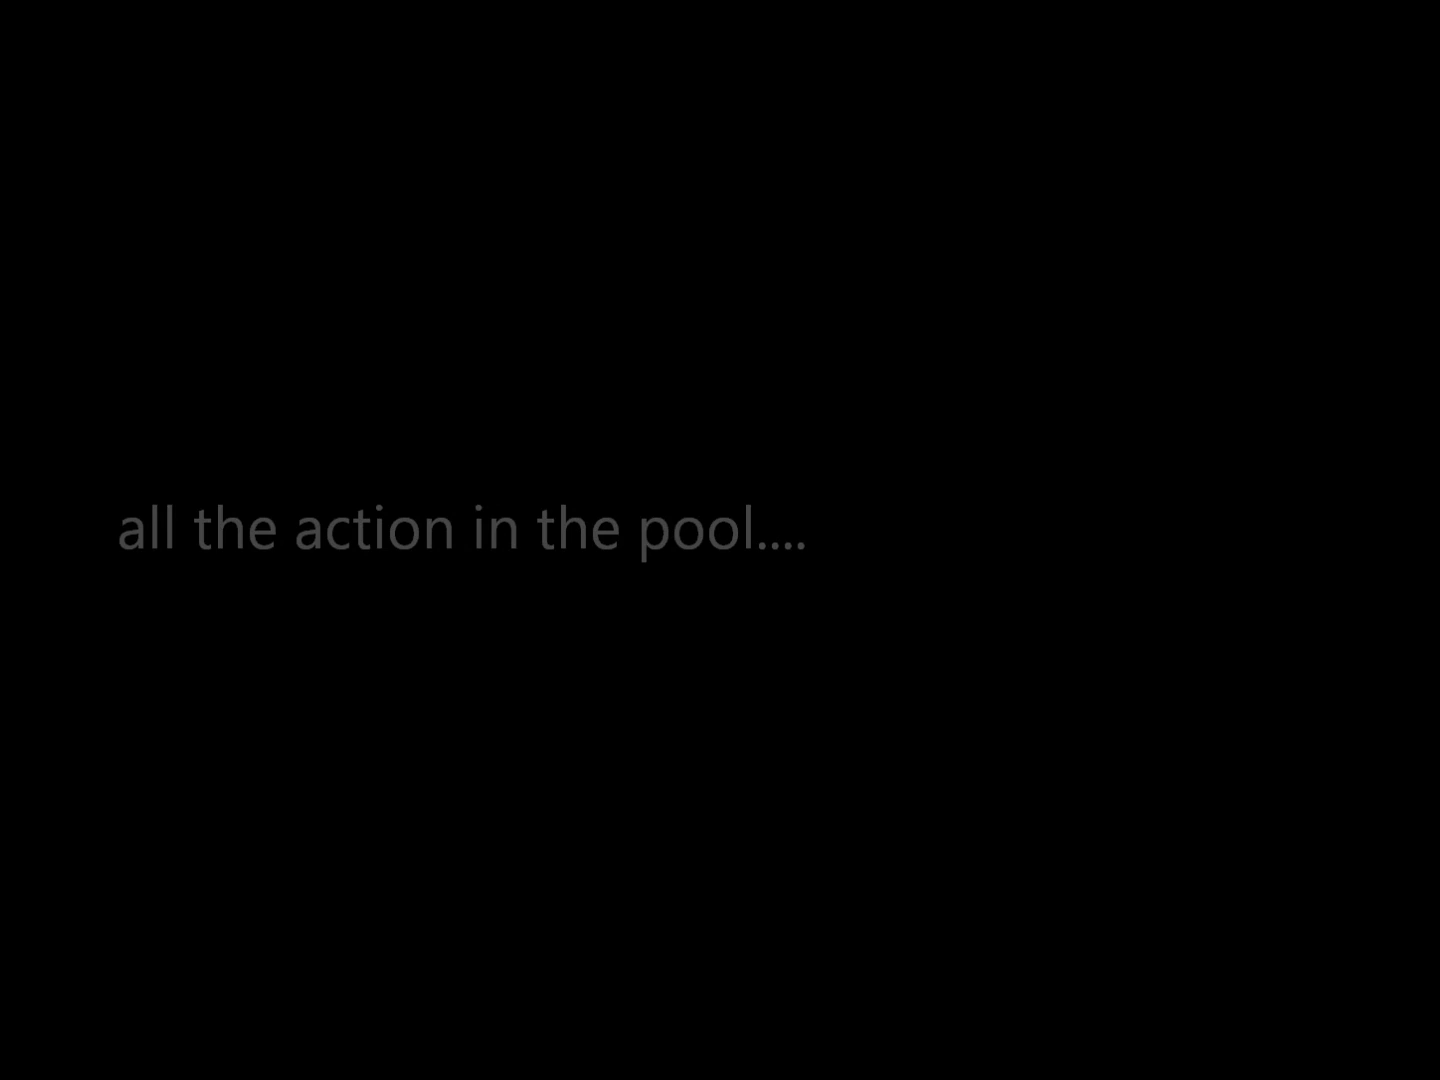 all the action in the pool....